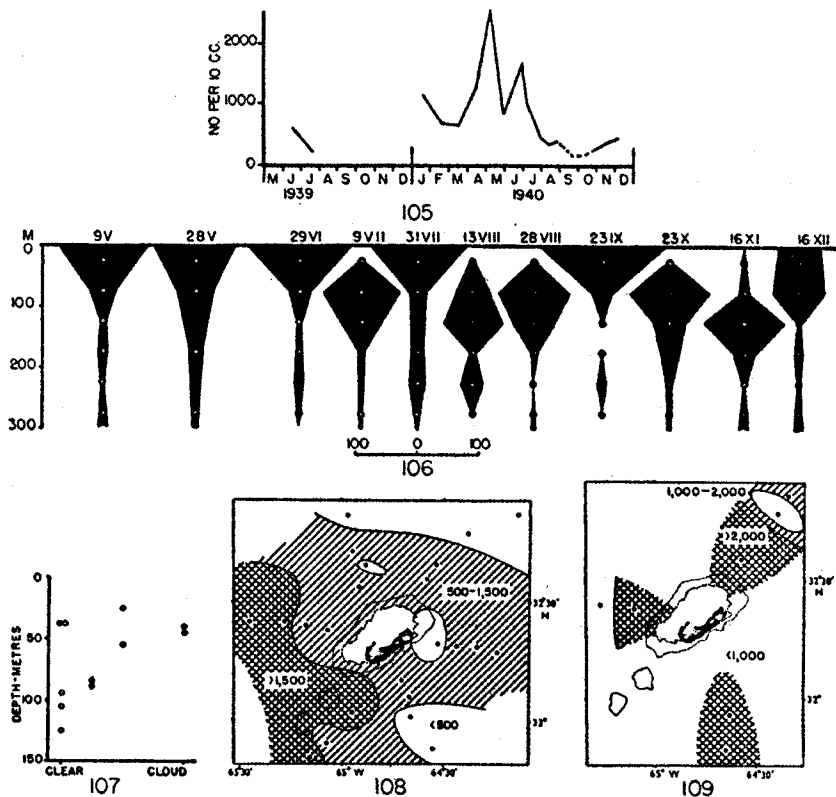 NO PER 10 CC.
2000
1000
0
M J J A S O N D J F M A M J J A S O N D
1939 1940
105
M 9V 28V 29VI 9VII 31VII 13VIII 28VIII 23IX 23X 16XI 16XII
0
100
200
300
100 0 100
106
DEPTH-METRES
0
50
100
150
CLEAR CLOUD
107
500-1,500
>1,500
<500
32°30'
N
32°
65°30' 65° W 64°30'
108
1,000-2,000
>2,000
<1,000
32°30'
N
32°
65° W 64°30'
109